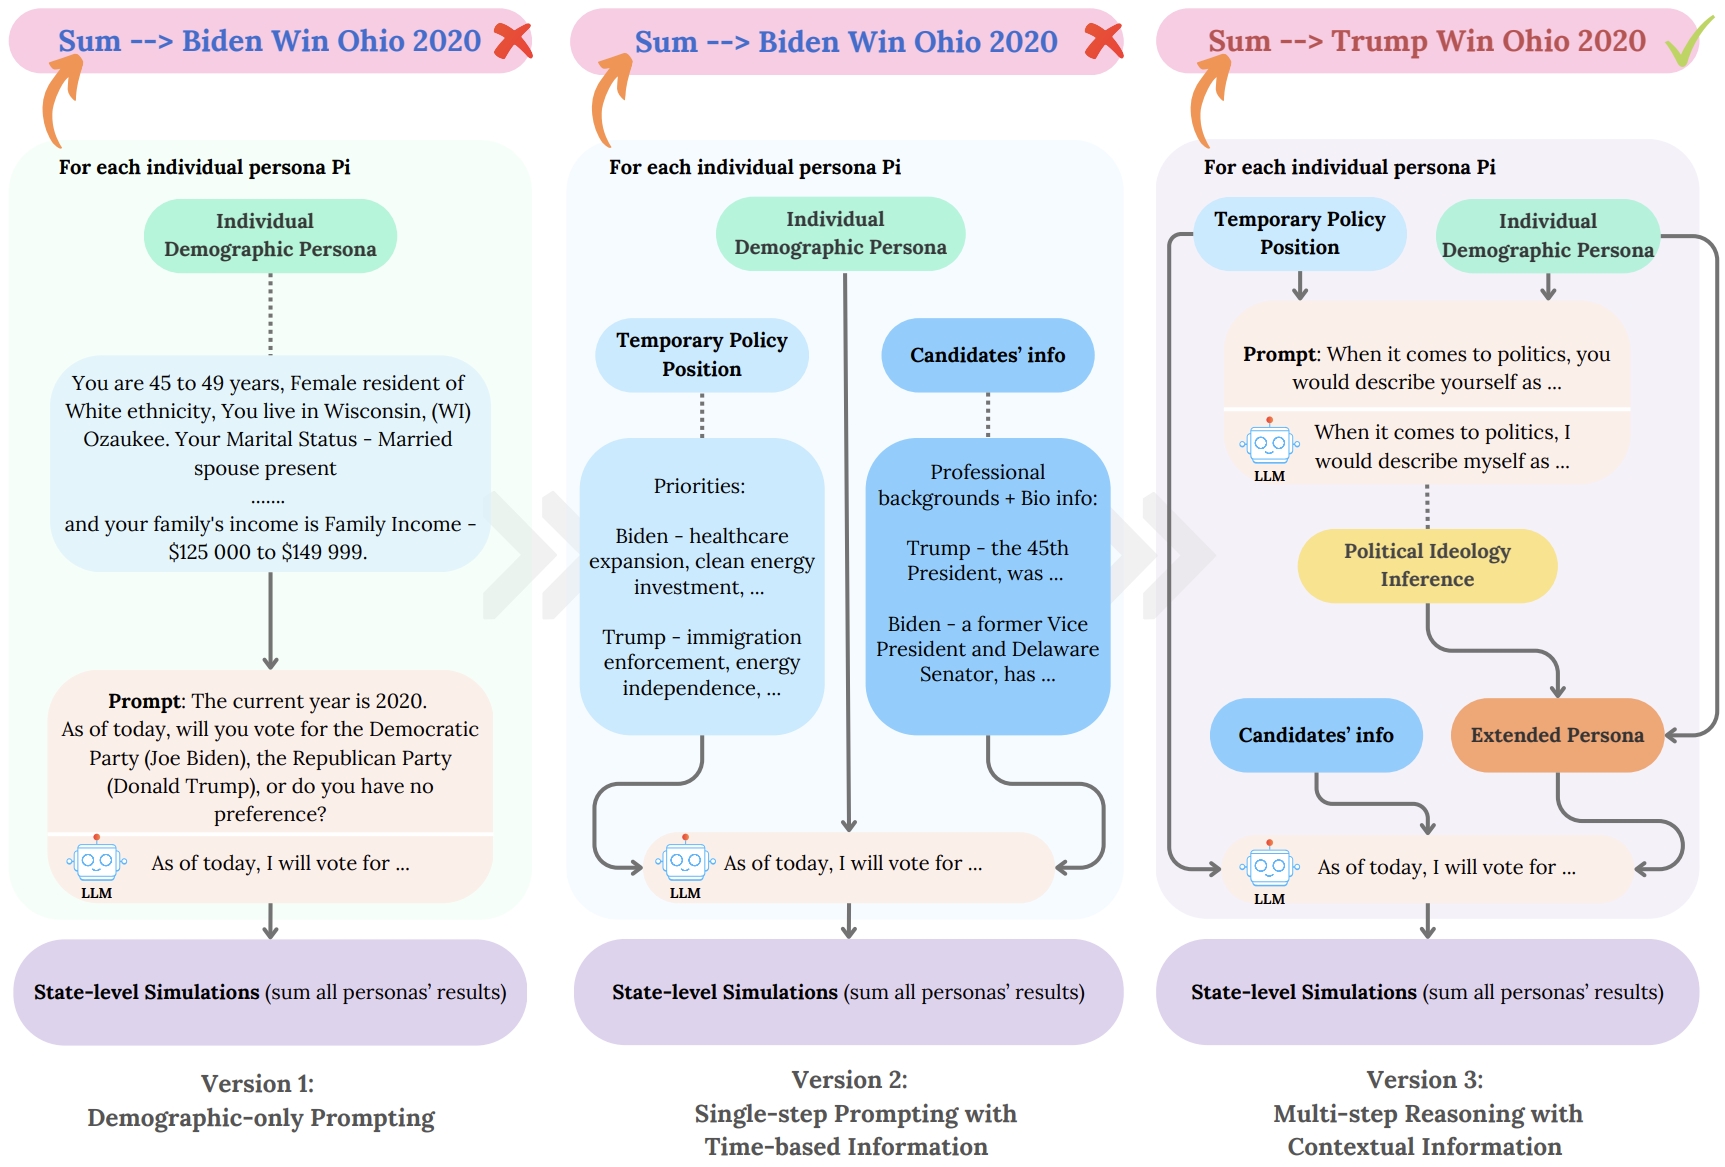 Sum --> Biden Win Ohio 2020
For each individual persona Pi
Individual
Demographic Persona
You are 45 to 49 years, Female resident of
White ethnicity, You live in Wisconsin, (WI)
Ozaukee. Your Marital Status - Married
spouse present
.......
and your family's income is Family Income -
$125 000 to $149 999.
Prompt: The current year is 2020.
As of today, will you vote for the Democratic
Party (Joe Biden), the Republican Party
(Donald Trump), or do you have no
preference?
LLM
As of today, I will vote for ...
State-level Simulations (sum all personas' results)
Version 1:
Demographic-only Prompting
Sum --> Biden Win Ohio 2020
For each individual persona Pi
Individual
Demographic Persona
Temporary Policy
Position
Priorities:
Biden - healthcare
expansion, clean energy
investment, ...
Trump - immigration
enforcement, energy
independence, ...
Candidates' info
Professional
backgrounds + Bio info:
Trump - the 45th
President, was ...
Biden - a former Vice
President and Delaware
Senator, has ...
LLM
As of today, I will vote for ...
State-level Simulations (sum all personas' results)
Version 2:
Single-step Prompting with
Time-based Information
Sum --> Trump Win Ohio 2020
For each individual persona Pi
Temporary Policy
Position
Individual
Demographic Persona
Prompt: When it comes to politics, you
would describe yourself as ...
LLM
When it comes to politics, I
would describe myself as ...
Political Ideology
Inference
Candidates' info
Extended Persona
LLM
As of today, I will vote for ...
State-level Simulations (sum all personas' results)
Version 3:
Multi-step Reasoning with
Contextual Information